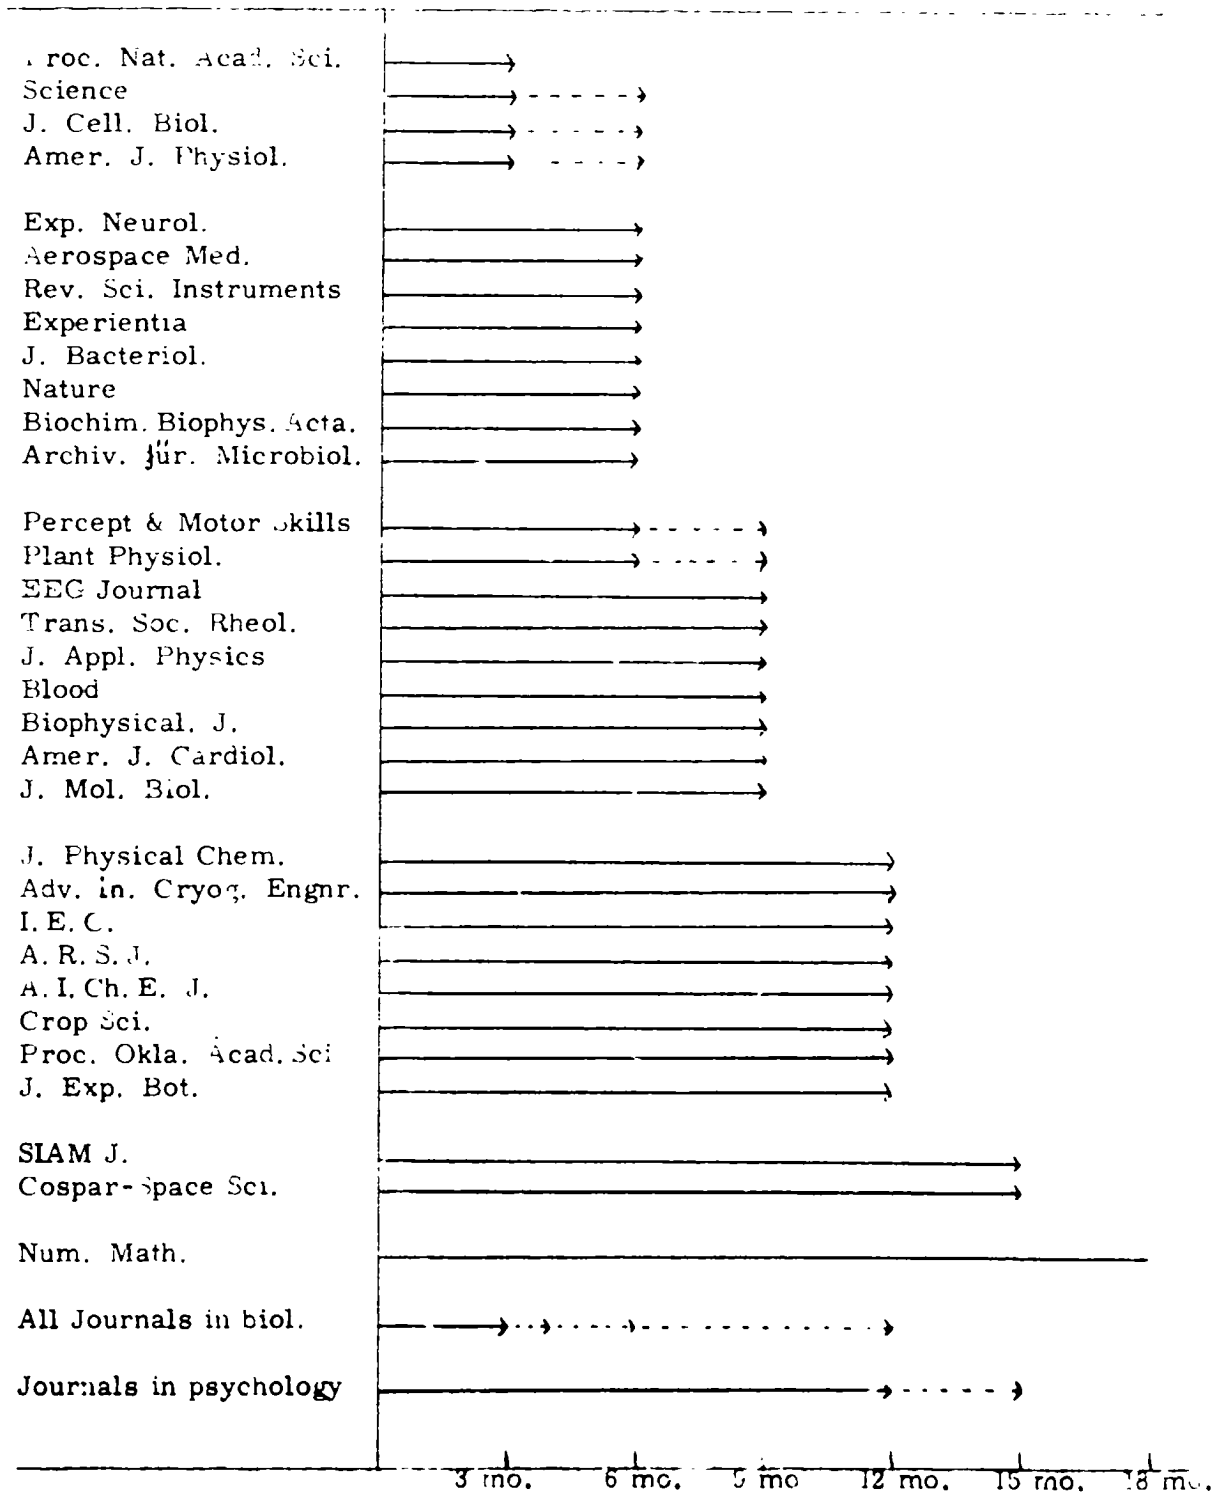 Proc. Nat. Acad. Sci.
Science
J. Cell. Biol.
Amer. J. Physiol.
Exp. Neurol.
Aerospace Med.
Rev. Sci. Instruments
Experientia
J. Bacteriol.
Nature
Biochim. Biophys. Acta.
Archiv. für. Microbiol.
Percept & Motor Skills
Plant Physiol.
EEG Journal
Trans. Soc. Rheol.
J. Appl. Physics
Blood
Biophysical. J.
Amer. J. Cardiol.
J. Mol. Biol.
J. Physical Chem.
Adv. in. Cryog. Engnr.
I. E. C.
A. R. S. J.
A. I. Ch. E. J.
Crop Sci.
Proc. Okla. Acad. Sci
J. Exp. Bot.
SIAM J.
Cospar-Space Sci.
Num. Math.
All Journals in biol.
Journals in psychology
3 mo. 6 mo. 9 mo 12 mo. 15 mo. 18 mo.